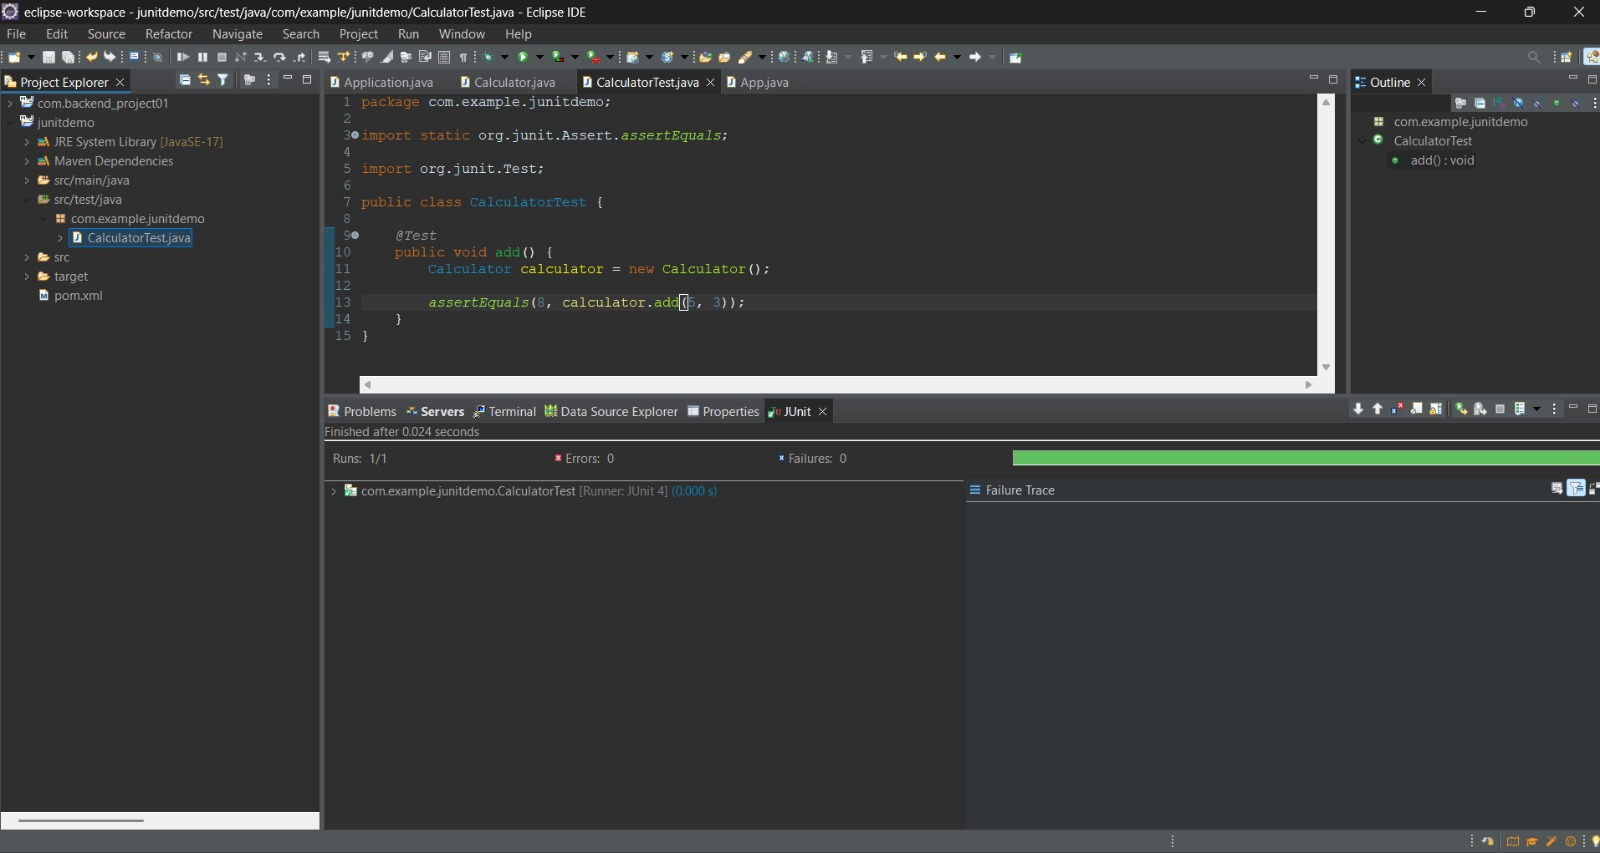 eclipse-workspace - junitdemo/src/test/java/com/example/junitdemo/CalculatorTest.java - Eclipse IDE
File Edit Source Refactor Navigate Search Project Run Window Help
Project Explorer
com.backend_project01
junitdemo
JRE System Library [JavaSE-17]
Maven Dependencies
src/main/java
src/test/java
com.example.junitdemo
CalculatorTest.java
src
target
pom.xml
Application.java Calculator.java CalculatorTest.java App.java
1 package com.example.junitdemo;
2
3 import static org.junit.Assert.assertEquals;
4
5 import org.junit.Test;
6
7 public class CalculatorTest {
8
9 @Test
10 public void add() {
11 Calculator calculator = new Calculator();
12
13 assertEquals(8, calculator.add(5, 3));
14 }
15 }
Outline
com.example.junitdemo
CalculatorTest
add() : void
Problems Servers Terminal Data Source Explorer Properties JUnit
Finished after 0.024 seconds
Runs: 1/1 Errors: 0 Failures: 0
com.example.junitdemo.CalculatorTest [Runner: JUnit 4] (0.000 s)
Failure Trace